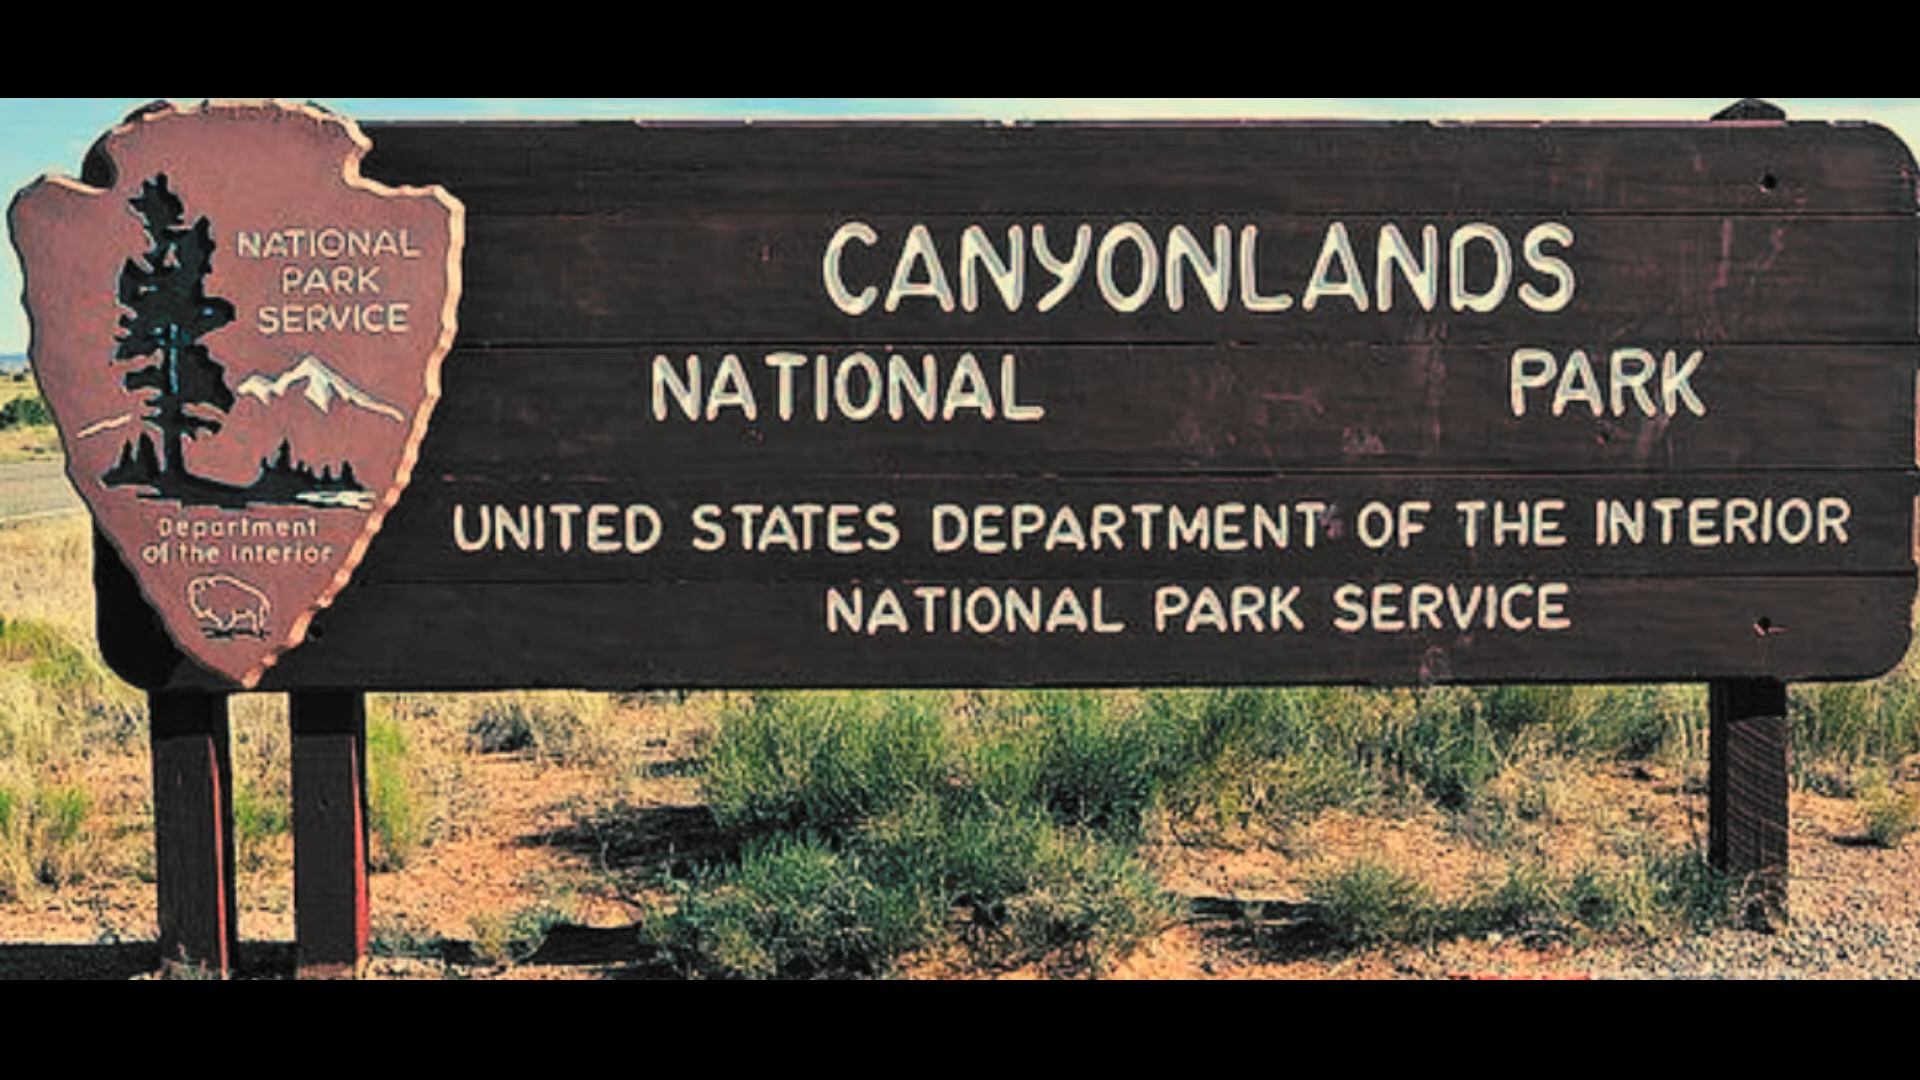 NATIONAL
PARK
SERVICE
Department
of the Interior
CANYONLANDS
NATIONAL PARK
UNITED STATES DEPARTMENT OF THE INTERIOR
NATIONAL PARK SERVICE